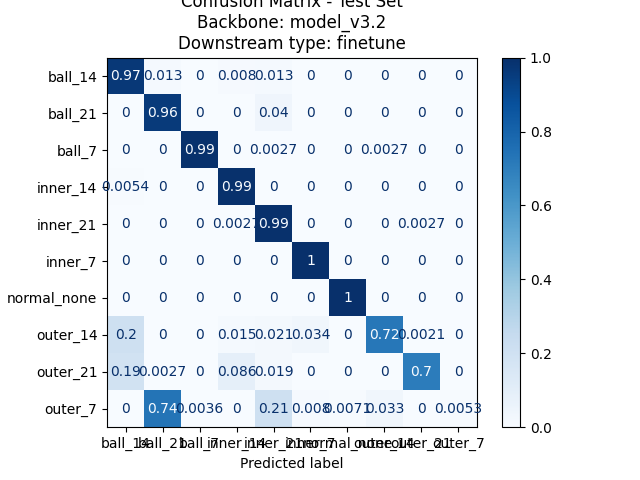 Confusion Matrix - Test Set
Backbone: model_v3.2
Downstream type: finetune
ball_14 0.97 0.013 0 0.008 0.013 0 0 0 0 0
ball_21 0 0.96 0 0 0.04 0 0 0 0 0
ball_7 0 0 0.99 0 0.0027 0 0 0.0027 0 0
inner_14 0.0054 0 0 0.99 0 0 0 0 0 0
inner_21 0 0 0 0.0027 0.99 0 0 0 0.0027 0
inner_7 0 0 0 0 0 1 0 0 0 0
normal_none 0 0 0 0 0 0 1 0 0 0
outer_14 0.2 0 0 0.015 0.021 0.034 0 0.72 0.0021 0
outer_21 0.19 0.0027 0 0.086 0.019 0 0 0 0.7 0
outer_7 0 0.74 0.0036 0 0.21 0.008 0.0071 0.033 0 0.0053
ball_14 ball_21 ball_7 inner_14 inner_21 inner_7 normal_none outer_14 outer_21 outer_7
Predicted label
1.0
0.8
0.6
0.4
0.2
0.0